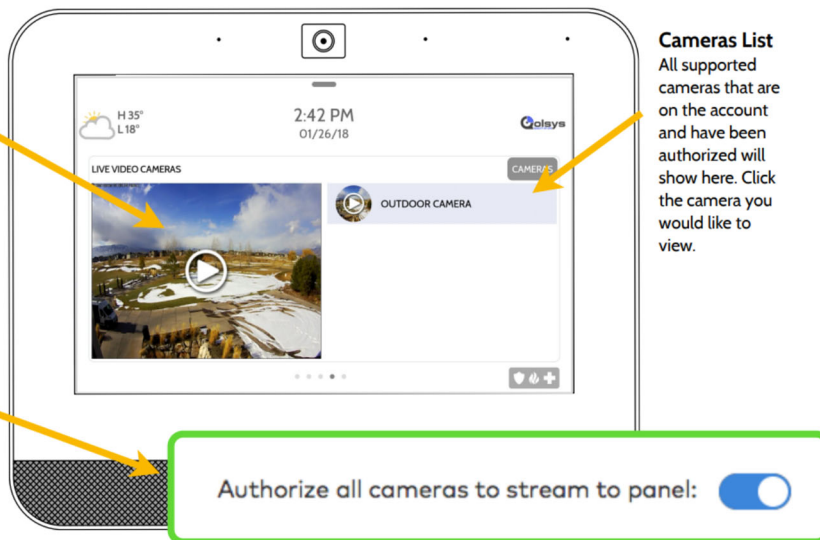 Cameras List
All supported
cameras that are
on the account
and have been
authorized will
show here. Click
the camera you
would like to
view.
H 35°
L 18°
2:42 PM
01/26/18
Qolsys
LIVE VIDEO CAMERAS
CAMERAS
OUTDOOR CAMERA
Authorize all cameras to stream to panel: